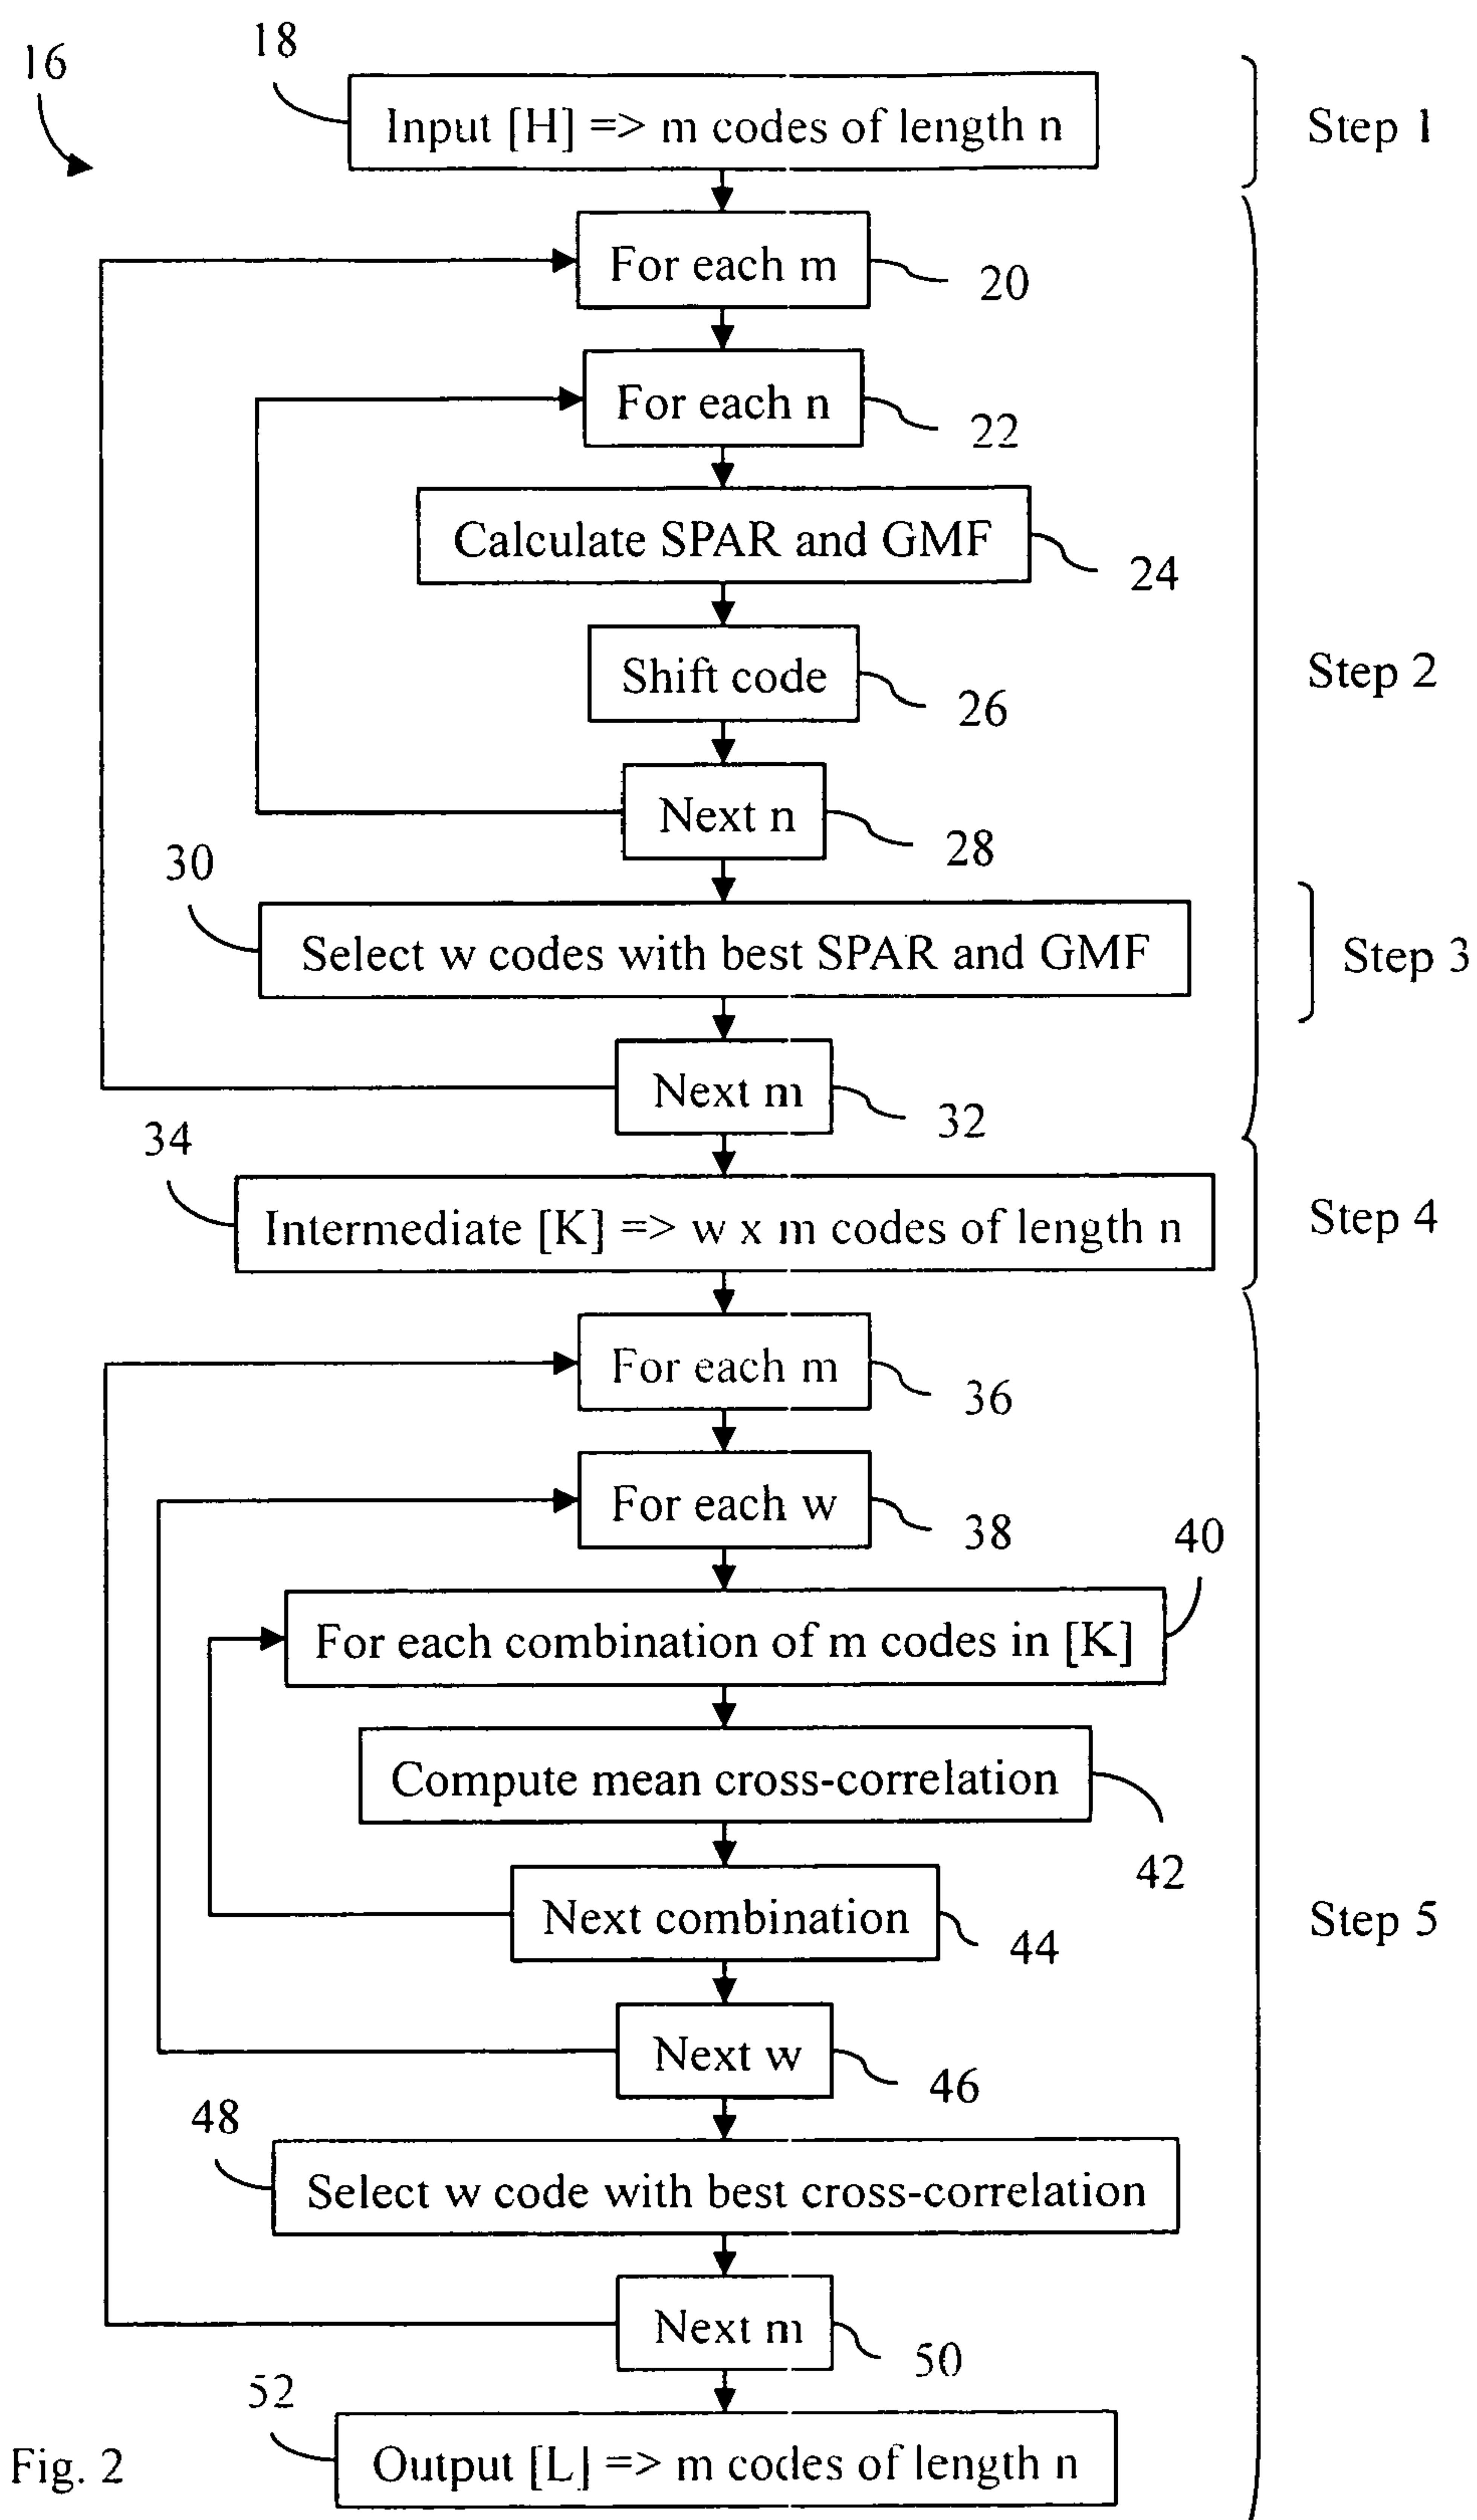 16
18
Input [H] => m codes of length n
Step 1
For each m
20
For each n
22
Calculate SPAR and GMF
24
Shift code
26
Step 2
Next n
28
30
Select w codes with best SPAR and GMF
Step 3
Next m
32
34
Intermediate [K] => w x m codes of length n
Step 4
For each m
36
For each w
38
40
For each combination of m codes in [K]
Compute mean cross-correlation
42
Next combination
44
Step 5
Next w
46
48
Select w code with best cross-correlation
Next m
50
52
Output [L] => m codes of length n
Fig. 2